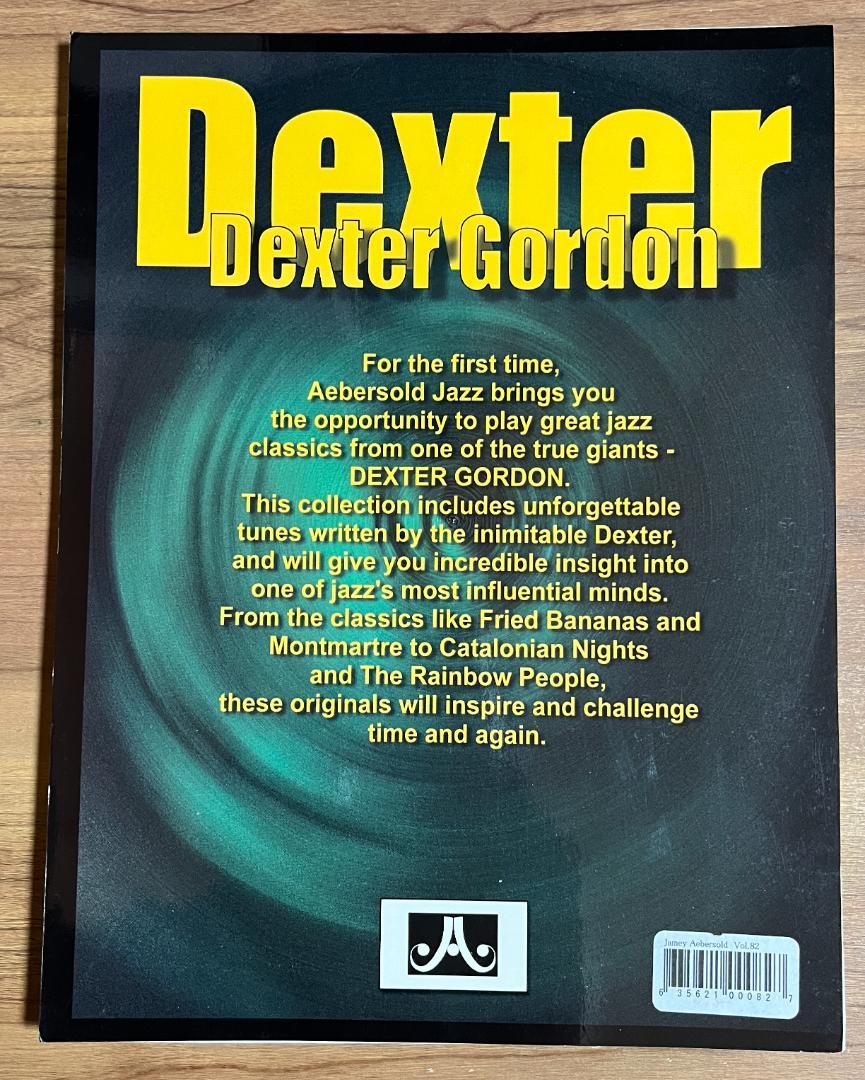 Dexter
Dexter Gordon
For the first time,
Aebersold Jazz brings you
the opportunity to play great jazz
classics from one of the true giants -
DEXTER GORDON.
This collection includes unforgettable
tunes written by the inimitable Dexter,
and will give you incredible insight into
one of jazz's most influential minds.
From the classics like Fried Bananas and
Montmartre to Catalonian Nights
and The Rainbow People,
these originals will inspire and challenge
time and again.
Jamey Aebersold Vol.82
6 35621 00082 7